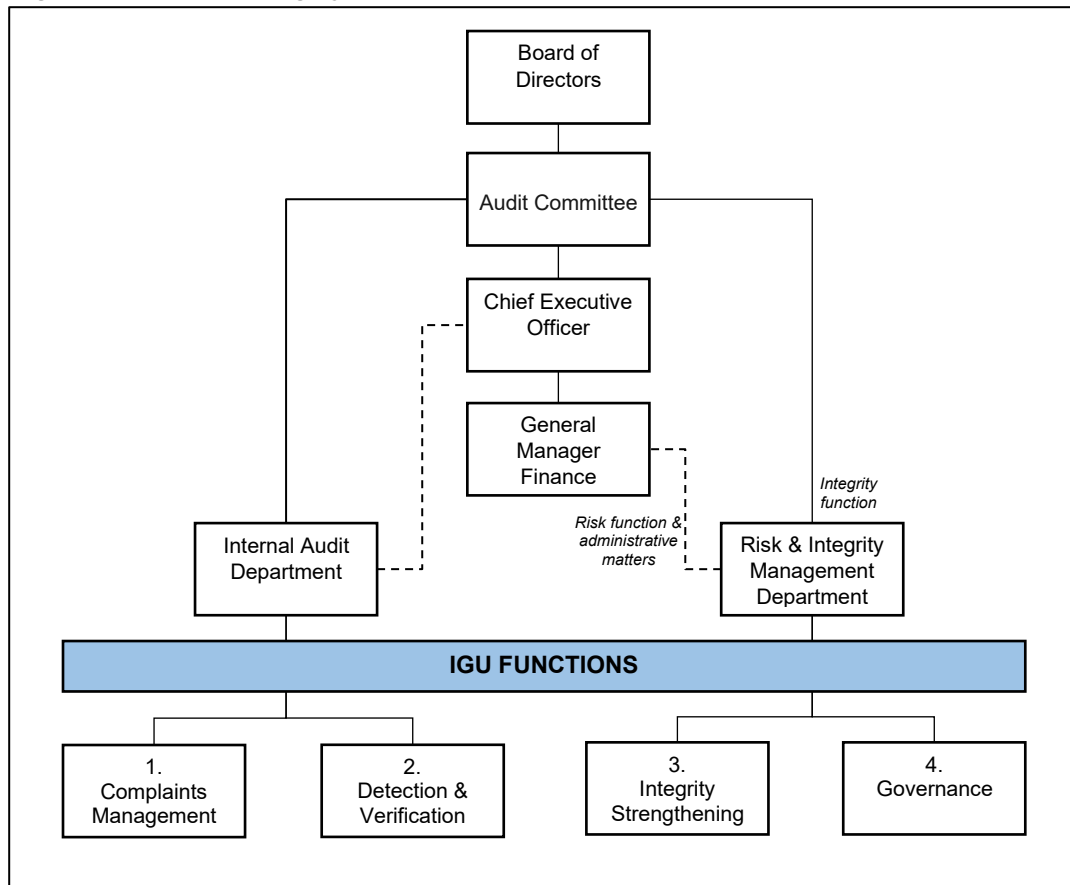 Board of
Directors
Audit Committee
Chief Executive
Officer
General
Manager
Finance
Integrity
function
Risk function &
administrative
matters
Internal Audit
Department
Risk & Integrity
Management
Department
IGU FUNCTIONS
1.
Complaints
Management
2.
Detection &
Verification
3.
Integrity
Strengthening
4.
Governance